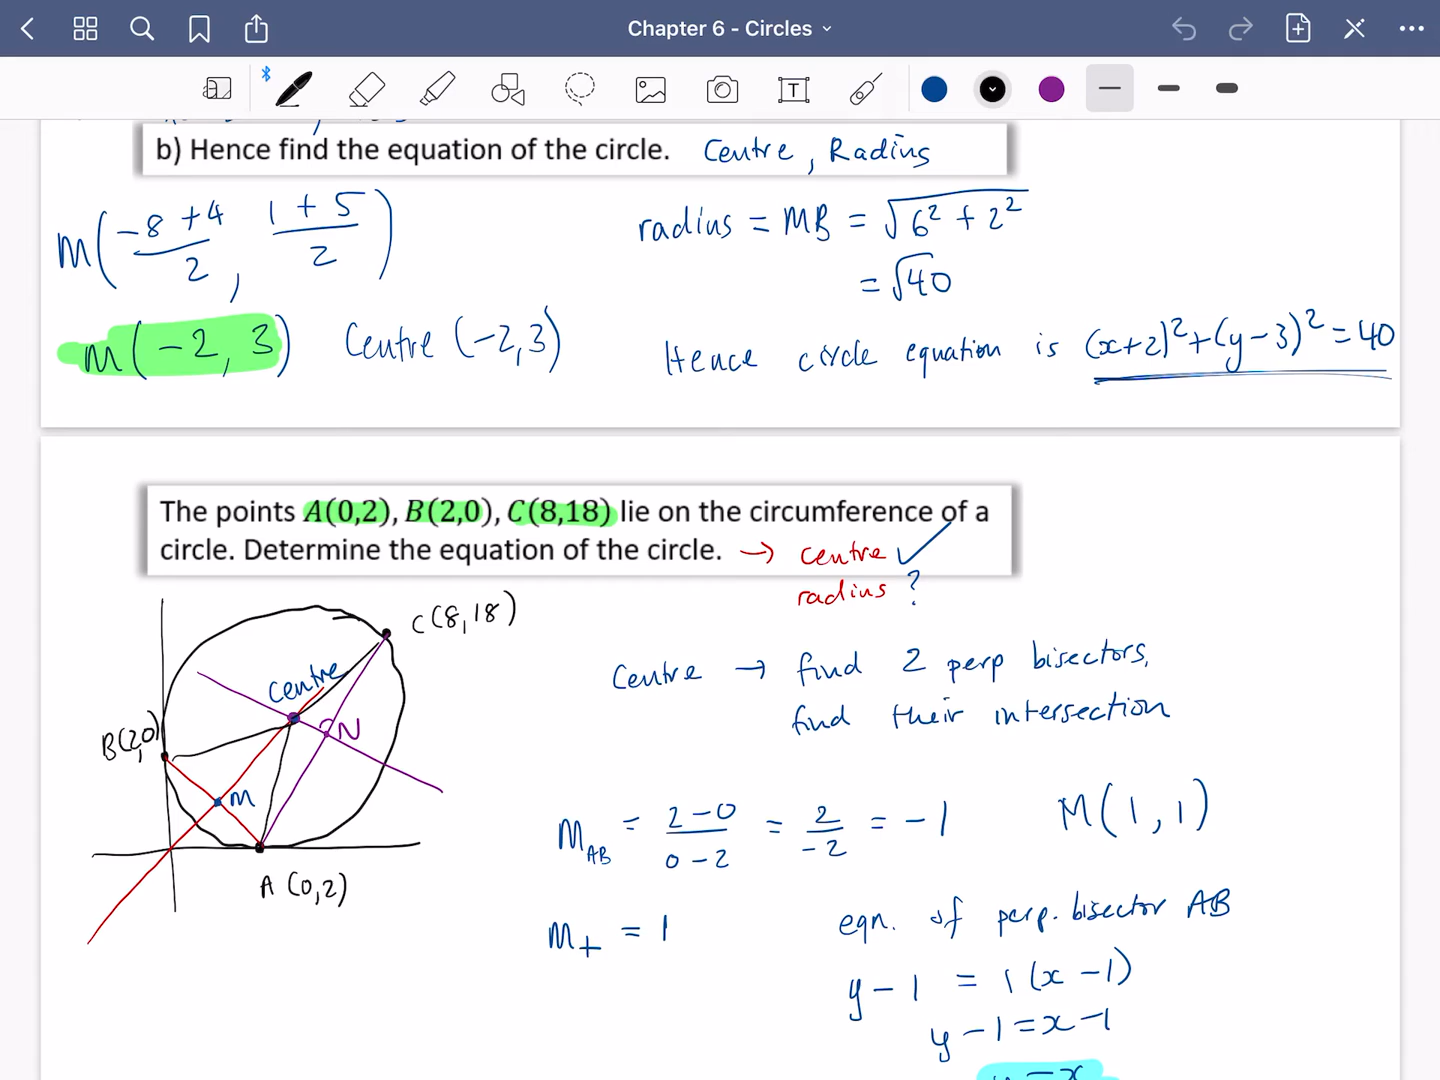 Chapter 6 - Circles
b) Hence find the equation of the circle. Centre, Radius
M(-8+4/2, 1+5/2)
radius = MB = √6² + 2²
= √40
M(-2, 3) Centre (-2,3)
Hence circle equation is (x+2)²+(y-3)²=40
The points A(0,2), B(2,0), C(8,18) lie on the circumference of a
circle. Determine the equation of the circle. → centre ✓
radius ?
C(8,18)
Centre
N
B(2,0)
M
A (0,2)
Centre → find 2 perp bisectors,
find their intersection
M_AB = 2-0/0-2 = 2/-2 = -1 M(1,1)
M⊥ = 1
eqn. of perp. bisector AB
y-1 = 1(x-1)
y-1=x-1
y=x